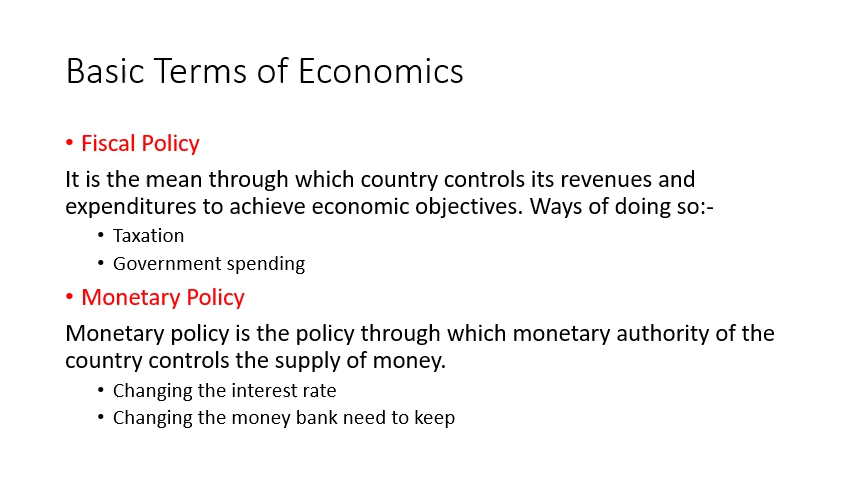 Basic Terms of Economics
• Fiscal Policy
It is the mean through which country controls its revenues and
expenditures to achieve economic objectives. Ways of doing so:-
• Taxation
• Government spending
• Monetary Policy
Monetary policy is the policy through which monetary authority of the
country controls the supply of money.
• Changing the interest rate
• Changing the money bank need to keep